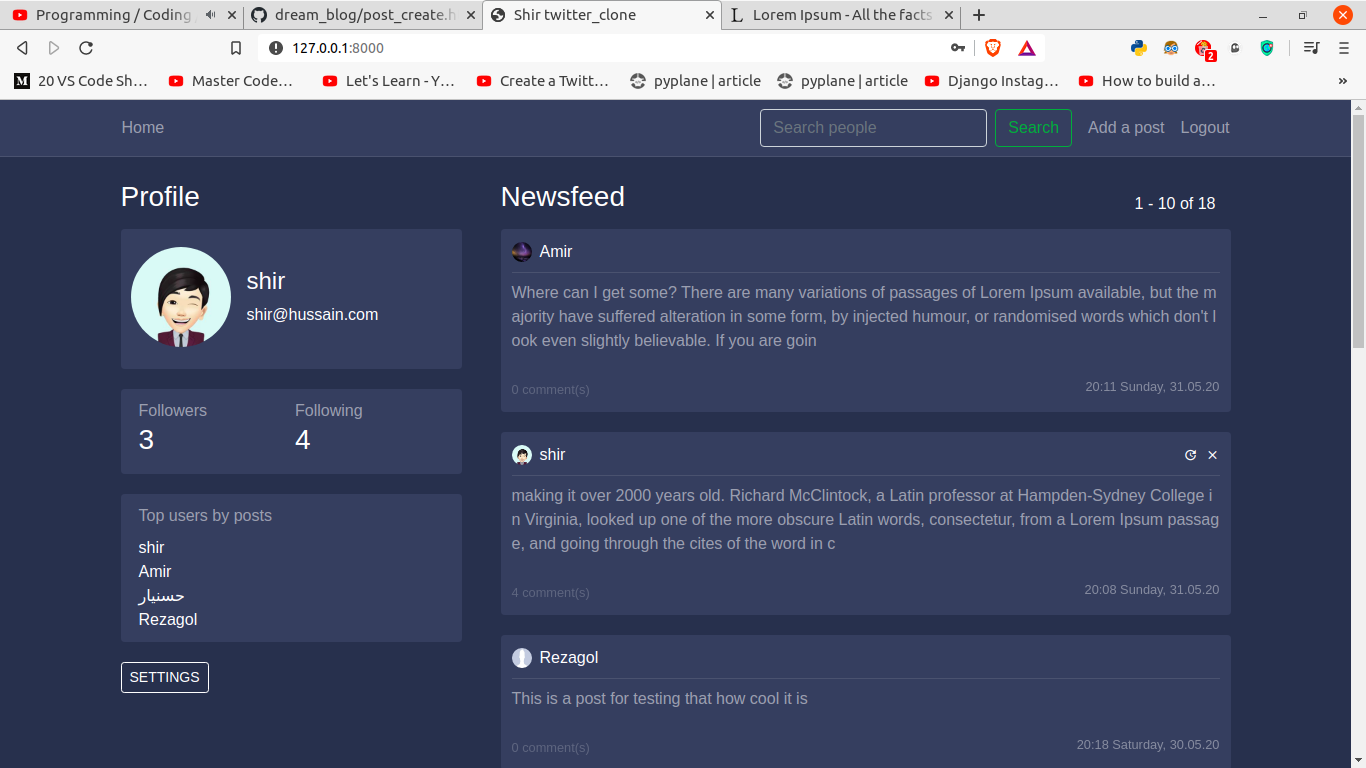 Programming / Coding
dream_blog/post_create.h
Shir twitter_clone
Lorem Ipsum - All the facts
127.0.0.1:8000
2
20 VS Code Sh…
Master Code…
Let's Learn - Y…
Create a Twitt…
pyplane | article
pyplane | article
Django Instag…
How to build a…
»
Home
Search people
Search
Add a post
Logout
Profile
shir
shir@hussain.com
Followers
Following
3
4
Top users by posts
shir
Amir
حسنیار
Rezagol
SETTINGS
Newsfeed
1 - 10 of 18
Amir
Where can I get some? There are many variations of passages of Lorem Ipsum available, but the m
ajority have suffered alteration in some form, by injected humour, or randomised words which don't l
ook even slightly believable. If you are goin
0 comment(s)
20:11 Sunday, 31.05.20
shir
making it over 2000 years old. Richard McClintock, a Latin professor at Hampden-Sydney College i
n Virginia, looked up one of the more obscure Latin words, consectetur, from a Lorem Ipsum passag
e, and going through the cites of the word in c
4 comment(s)
20:08 Sunday, 31.05.20
Rezagol
This is a post for testing that how cool it is
0 comment(s)
20:18 Saturday, 30.05.20